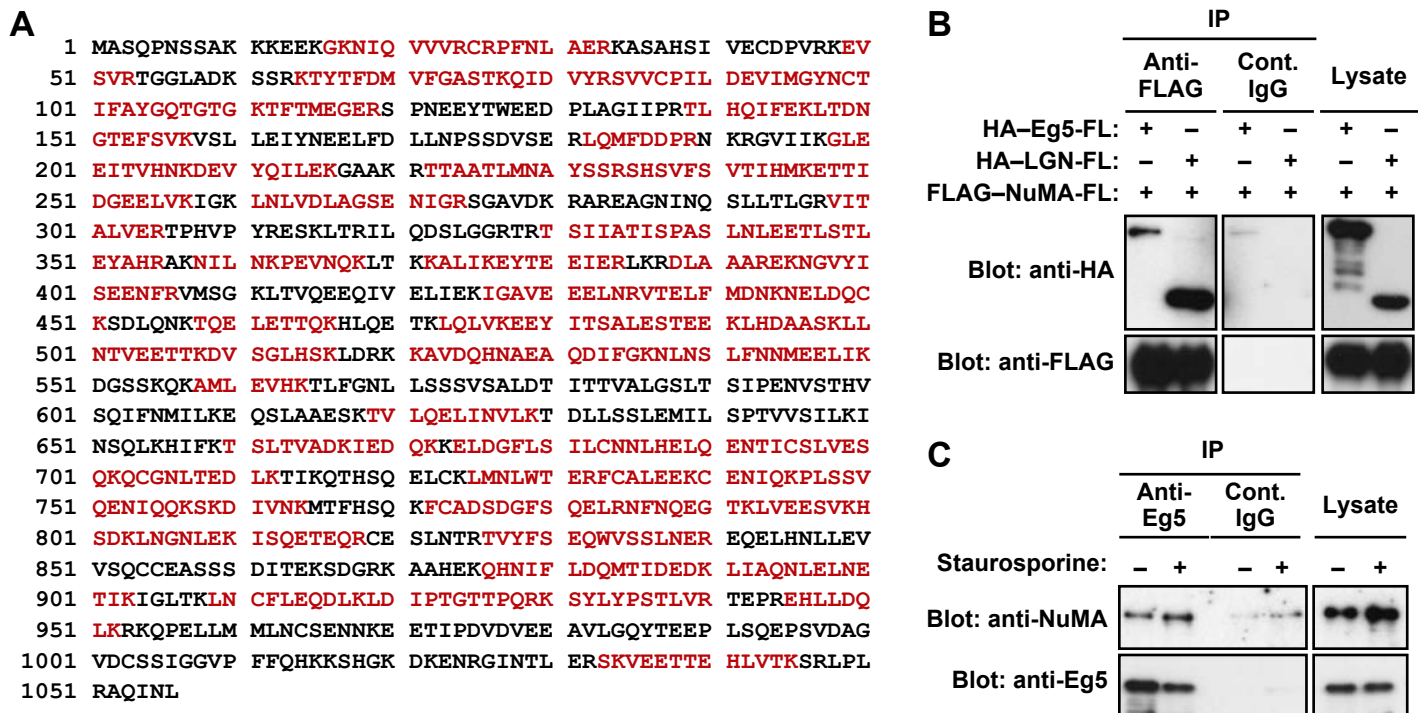 A
1 MASQPNSSAK KKEEKGKNIQ VVVRCRPFNL AERKASAHSI VECDPVRKEV
51 SVRTGGLADK SSRKTYTFDM VFGASTKQID VYRSVVCPIL DEVIMGYNCT
101 IFAYGQTGTG KTFTMEGERS PNEEYTWEED PLAGIIPRTL HQIFEKLTDN
151 GTEFSVKVSL LEIYNEELFD LLNPSSDVSE RLQMFDDPRN KRGVIIKGLE
201 EITVHNKDEV YQILEKGAAK RTTAATLMNA YSSRSHSVFS VTIHMKETTI
251 DGEELVKIGK LNLVDLAGSE NIGRSGAVDK RAREAGNINQ SLLTLGRVIT
301 ALVERTPHVP YRESKLTRIL QDSLGGRTRT SIIATISPAS LNLEETLSTL
351 EYAHRAKNIL NKPEVNQKLT KKALIKEYTE EIERLKRDLA AAREKNGVYI
401 SEENFRVMSG KLTVQEEQIV ELIEKIGAVE EELNRVTELF MDNKNELDQC
451 KSDLQNKTQE LETTQKHLQE TKLQLVKEEY ITSALESTEE KLHDAASKLL
501 NTVEETTKDV SGLHSKLDRK KAVDQHNAEA QDIFGKNLNS LFNNMEELIK
551 DGSSKQKAML EVHKTLFGNL LSSSVSALDT ITTVALGSLT SIPENVSTHV
601 SQIFNMILKE QSLAAESKTV LQELINVLKT DLLSSLEMIL SPTVVSILKI
651 NSQLKHIFKT SLTVADKIED QKKELDGFLS ILCNNLHELQ ENTICSLVES
701 QKQCGNLTED LKTIKQTHSQ ELCKLMNLWT ERFCALEEKC ENIQKPLSSV
751 QENIQQKSKD IVNKMTFHSQ KFCADSDGFS QELRNFNQEG TKLVEESVKH
801 SDKLNGNLEK ISQETEQRCE SLNTRTVYFS EQWVSSLNER EQELHNLLEV
851 VSQCCEASSS DITEKSDGRK AAHEKQHNIF LDQMTIDEDK LIAQNLELNE
901 TIKIGLTKLN CFLEQDLKLD IPTGTTPQRK SYLYPSTLVR TEPREHLLDQ
951 LKRKQPELLM MLNCSENNKE ETIPDVDVEE AVLGQYTEEP LSQEPSVDAG
1001 VDCSSIGGVP FFQHKKSHGK DKENRGINTL ERSKVEETTE HLVTKSRLPL
1051 RAQINL
B
IP
Anti-FLAG Cont. IgG Lysate
HA–Eg5-FL: + – + – + –
HA–LGN-FL: – + – + – +
FLAG–NuMA-FL: + + + + + +
Blot: anti-HA
Blot: anti-FLAG
C
IP
Anti-Eg5 Cont. IgG Lysate
Staurosporine: – + – + – +
Blot: anti-NuMA
Blot: anti-Eg5